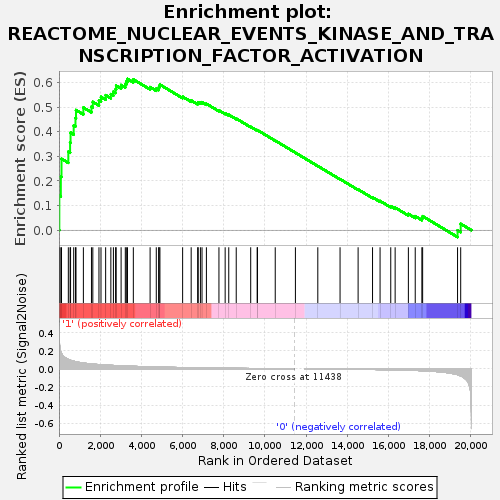 Enrichment plot:
REACTOME_NUCLEAR_EVENTS_KINASE_AND_TRA
NSCRIPTION_FACTOR_ACTIVATION
Enrichment score (ES)
0.6
0.5
0.4
0.3
0.2
0.1
0.0
'1' (positively correlated)
Ranked list metric (Signal2Noise)
0.4
0.2
0.0
-0.2
-0.4
-0.6
Zero cross at 11438
'0' (negatively correlated)
0
2,000
4,000
6,000
8,000
10,000
12,000
14,000
16,000
18,000
20,000
Rank in Ordered Dataset
Enrichment profile
Hits
Ranking metric scores